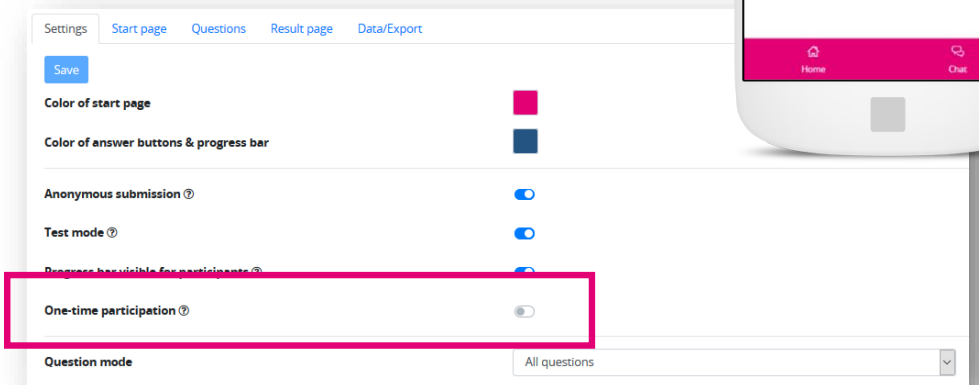 Settings Start page Questions Result page Data/Export
Save
Home Chat
Color of start page
Color of answer buttons & progress bar
Anonymous submission ?
Test mode ?
Progress bar visible for participants ?
One-time participation ?
Question mode All questions